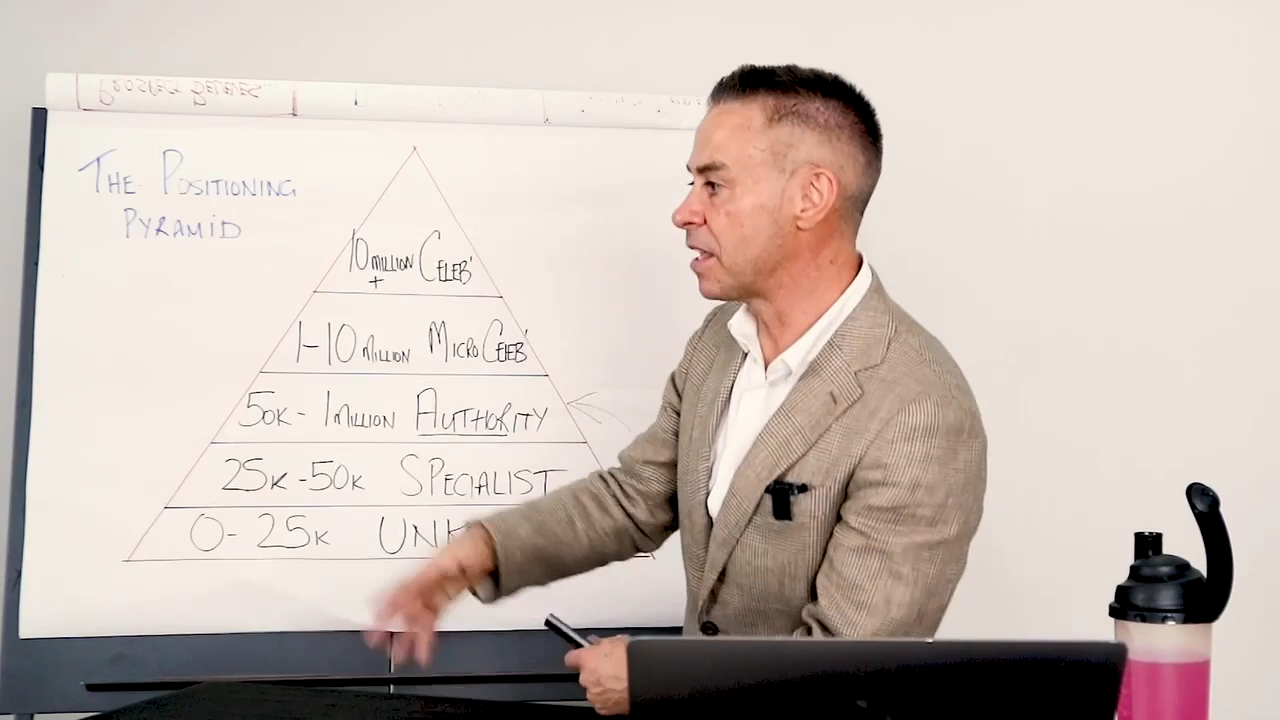 THE POSITIONING
PYRAMID
10 MILLION CELEB'
+
1-10 MILLION MICRO CELEB'
50K - 1 MILLION AUTHORITY
25K - 50K SPECIALIST
0 - 25K UNK